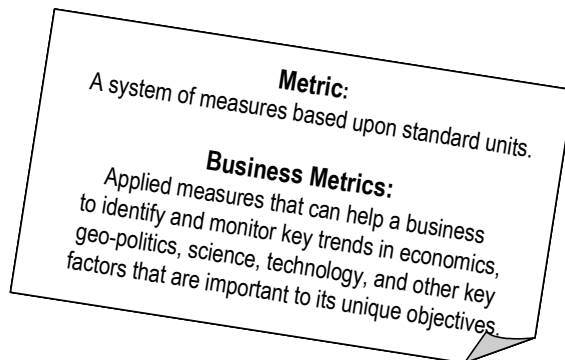 Metric:
A system of measures based upon standard units.
Business Metrics:
Applied measures that can help a business
to identify and monitor key trends in economics,
geo-politics, science, technology, and other key
factors that are important to its unique objectives.